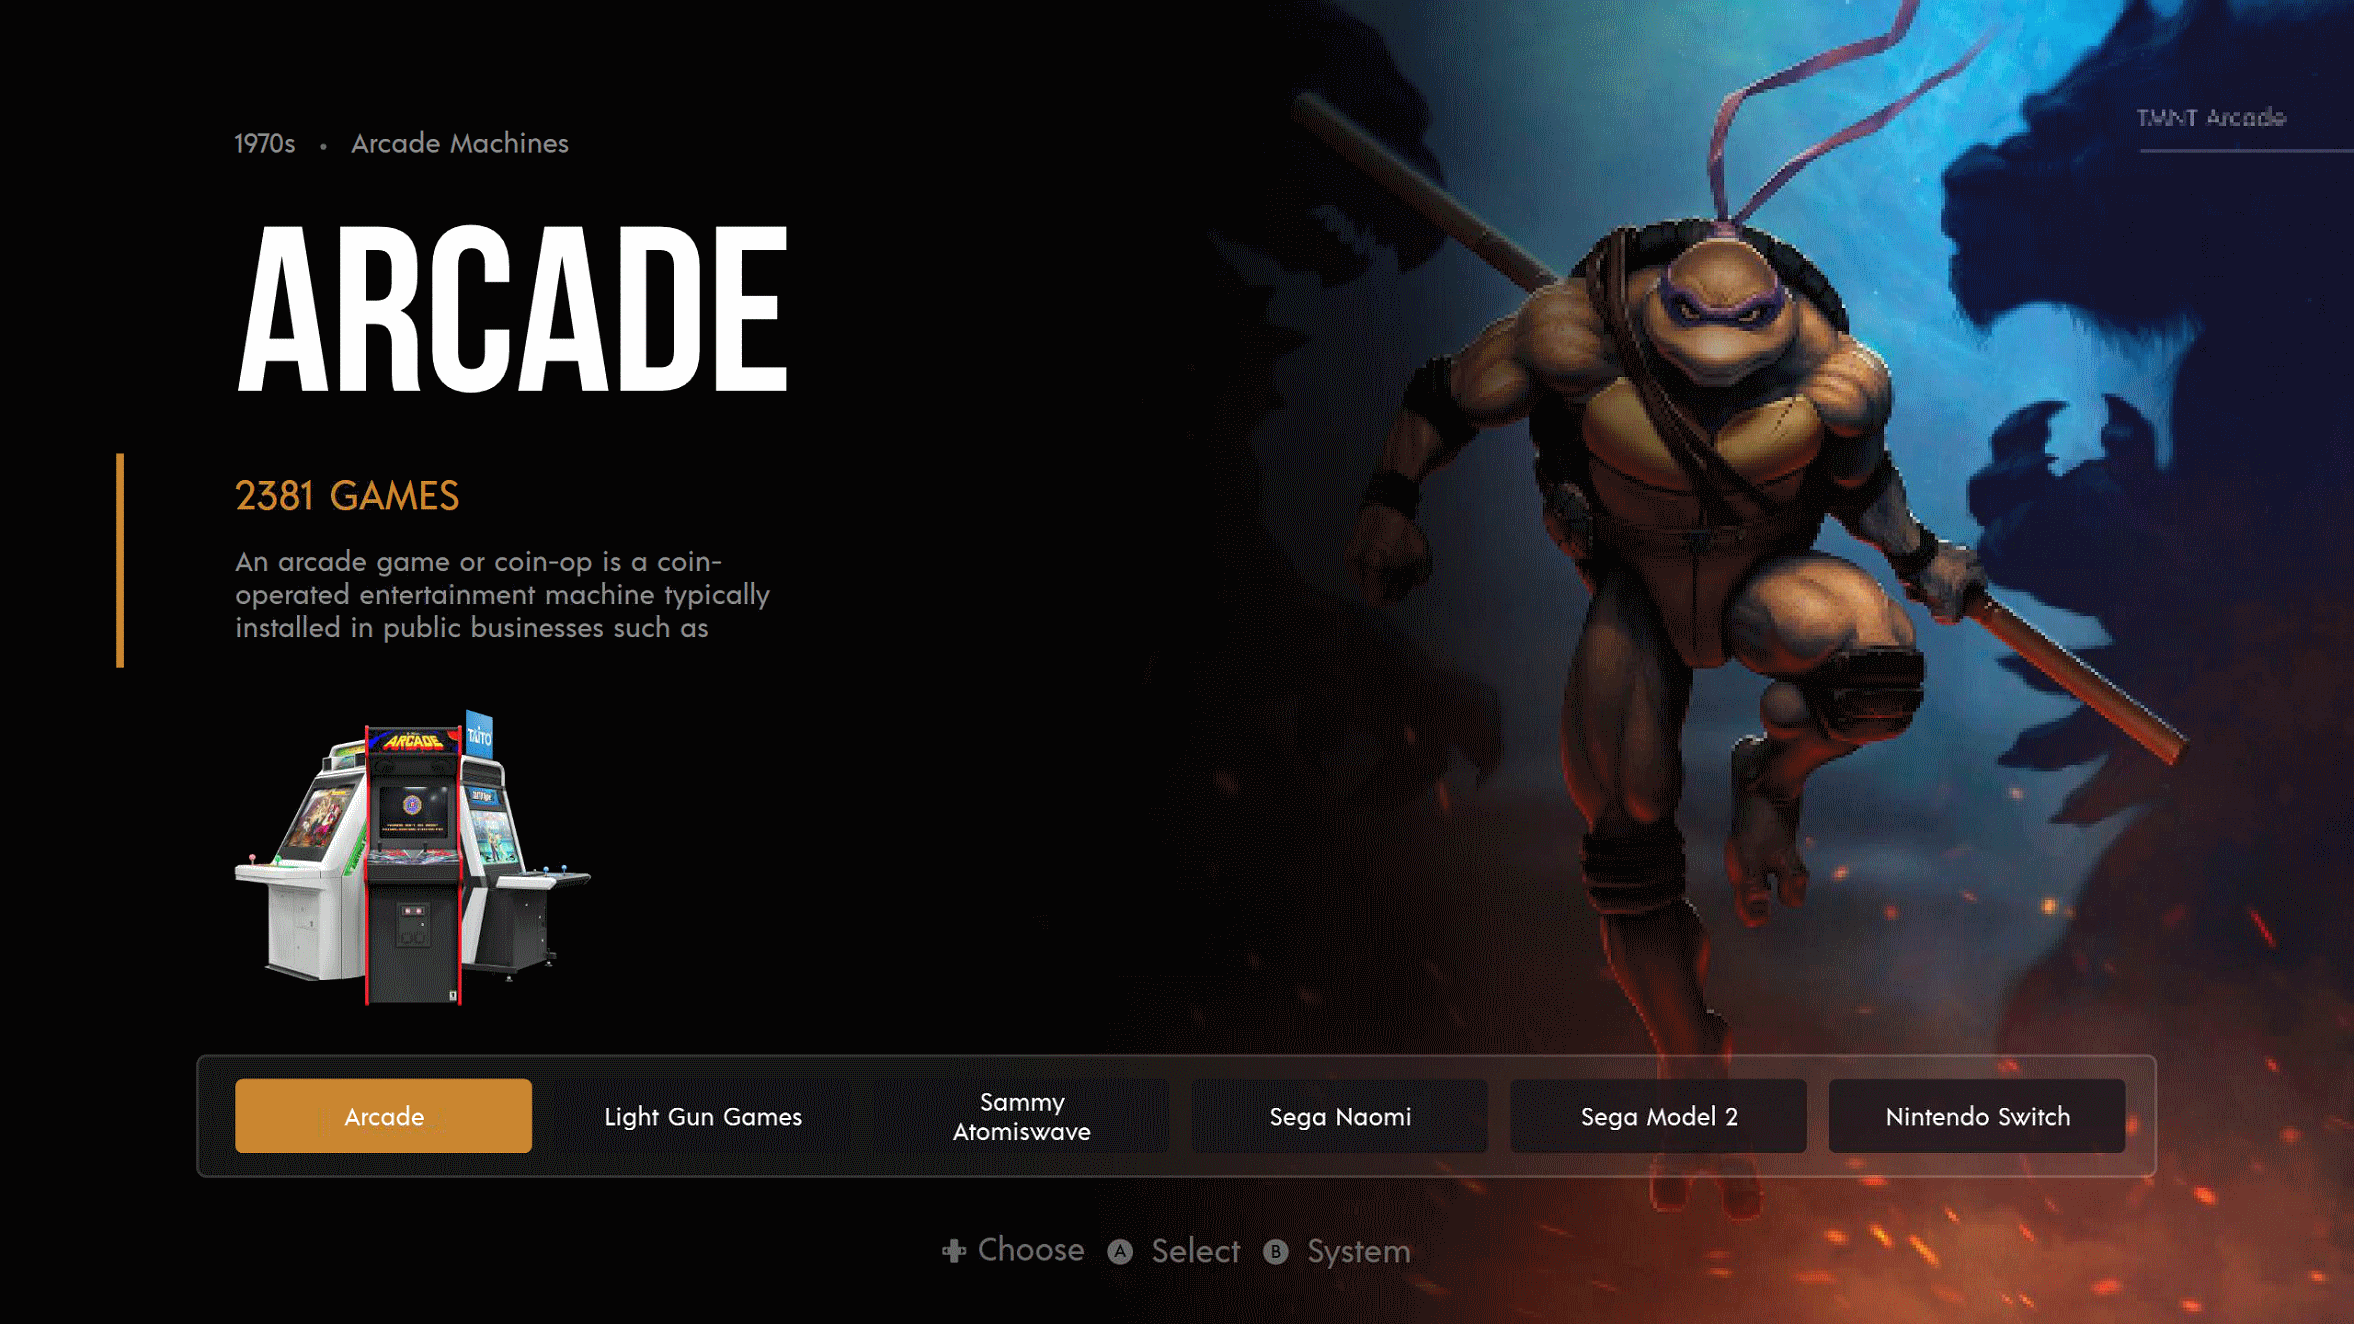 1970s • Arcade Machines
TMNT Arcade
ARCADE
2381 GAMES
An arcade game or coin-op is a coin-
operated entertainment machine typically
installed in public businesses such as
TAITO
ARCADE
Arcade
Light Gun Games
Sammy
Atomiswave
Sega Naomi
Sega Model 2
Nintendo Switch
Choose A Select B System